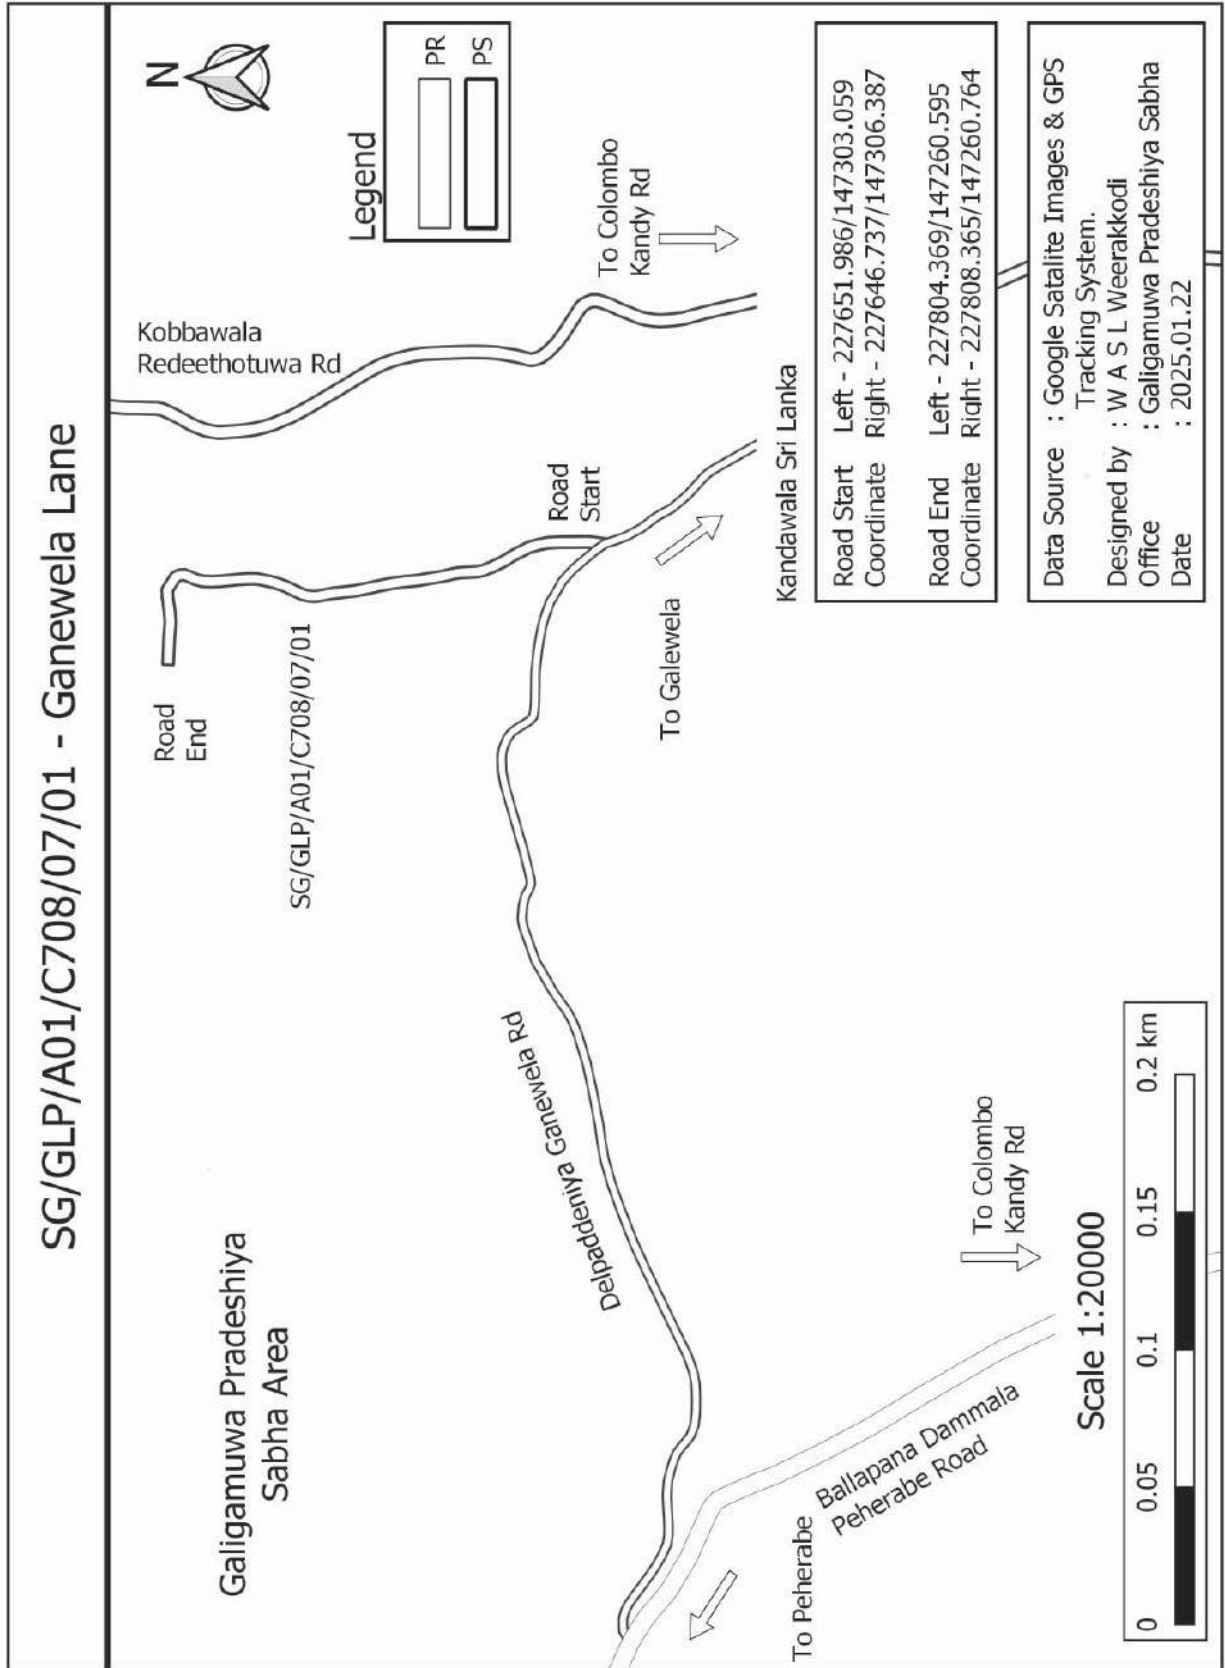 SG/GLP/A01/C708/07/01 - Ganewela Lane
Galigamuwa Pradeshiya
Sabha Area
Road
End
SG/GLP/A01/C708/07/01
Kobbawala
Redeethotuwa Rd
N
Legend
PR
PS
To Colombo
Kandy Rd
Road
Start
Delpaddeniya Ganewela Rd
To Galewela
Kandawala Sri Lanka
Road Start Left - 227651.986/147303.059
Coordinate Right - 227646.737/147306.387
Road End Left - 227804.369/147260.595
Coordinate Right - 227808.365/147260.764
Data Source : Google Satalite Images & GPS
Tracking System.
Designed by : W A S L Weerakkodi
Office : Galigamuwa Pradeshiya Sabha
Date : 2025.01.22
To Peherabe
Ballapana Dammala
Peherabe Road
To Colombo
Kandy Rd
Scale 1:20000
0 0.05 0.1 0.15 0.2 km